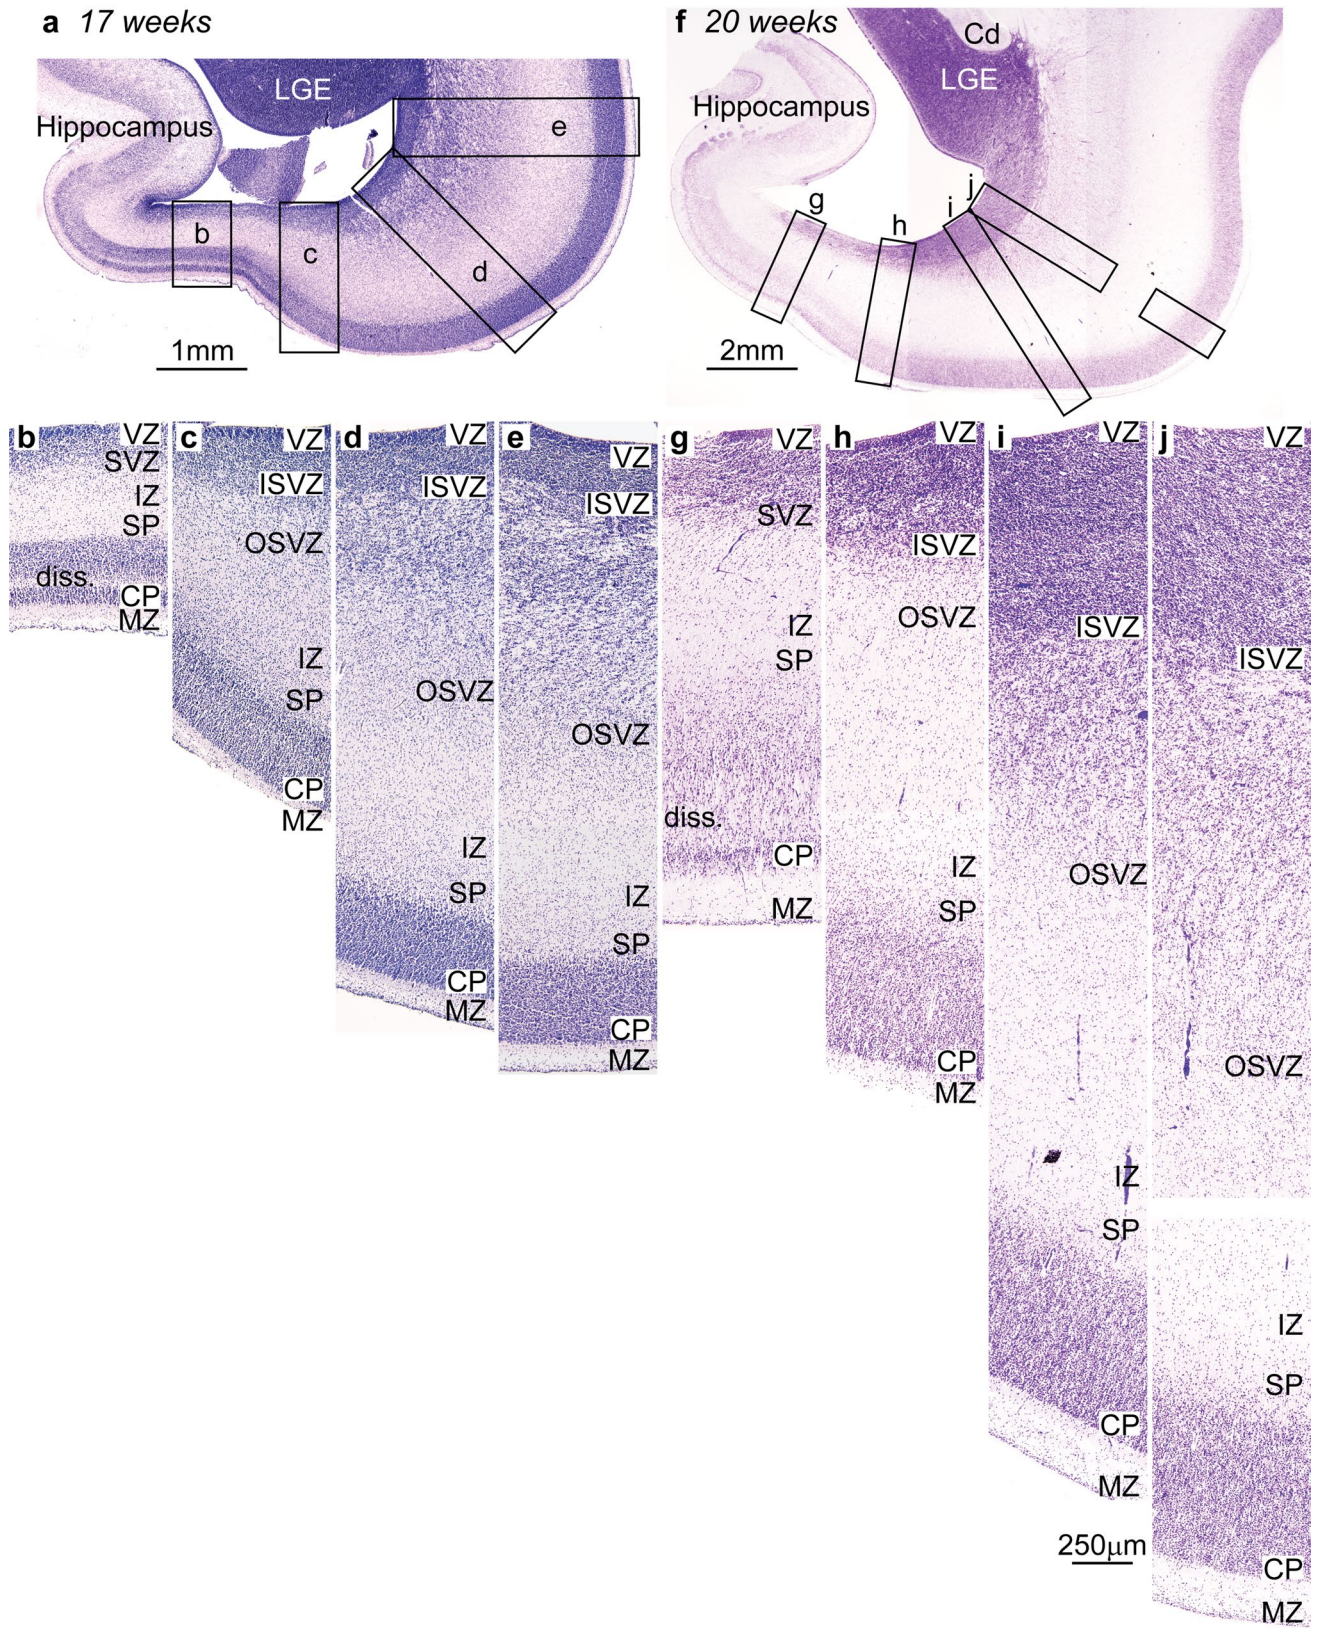 a 17 weeks
LGE
Hippocampus
e
b
c
d
1mm
f 20 weeks
Cd
LGE
Hippocampus
g
h
i
j
2mm
b
VZ
SVZ
IZ
SP
diss.
CP
MZ
c
VZ
ISVZ
OSVZ
IZ
SP
CP
MZ
d
VZ
ISVZ
OSVZ
IZ
SP
CP
MZ
e
VZ
ISVZ
OSVZ
IZ
SP
CP
MZ
g
VZ
SVZ
IZ
SP
diss.
CP
MZ
h
VZ
ISVZ
OSVZ
IZ
SP
CP
MZ
i
VZ
ISVZ
OSVZ
IZ
SP
CP
MZ
250μm
j
VZ
ISVZ
OSVZ
IZ
SP
CP
MZ